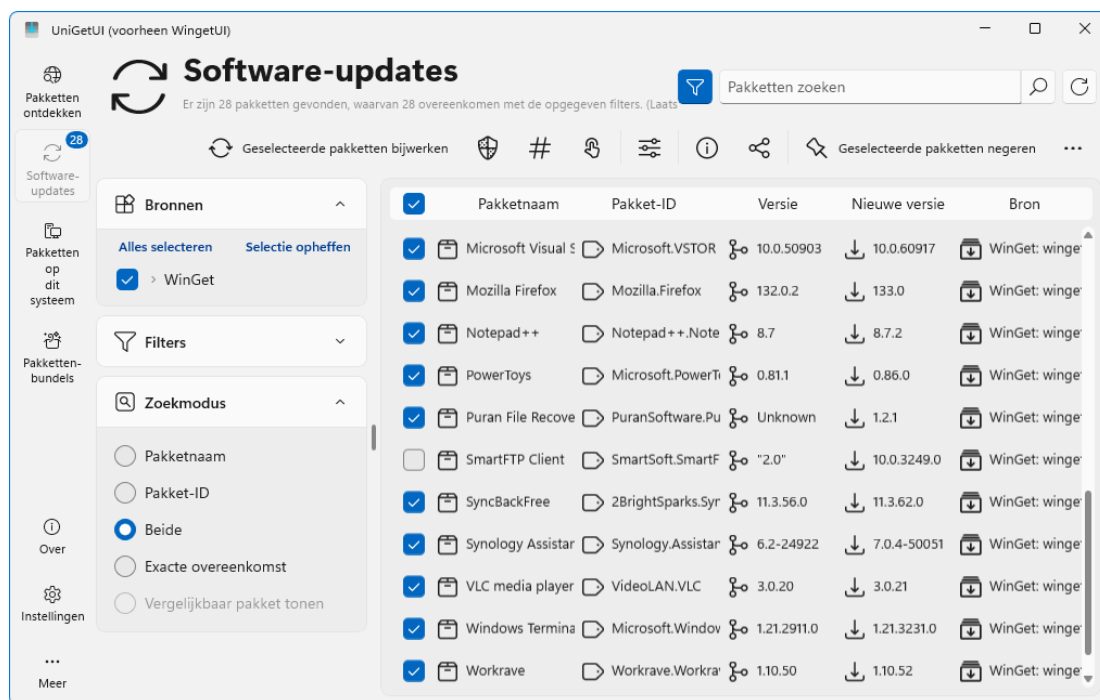 UniGetUI (voorheen WingetUI)
Software-updates
Er zijn 28 pakketten gevonden, waarvan 28 overeenkomen met de opgegeven filters. (Laats
Pakketten zoeken
Pakketten
ontdekken
28
Software-
updates
Pakketten
op
dit
systeem
Pakketten-
bundels
Over
Instellingen
Meer
Geselecteerde pakketten bijwerken
Geselecteerde pakketten negeren
Bronnen
Alles selecteren Selectie opheffen
WinGet
Filters
Zoekmodus
Pakketnaam
Pakket-ID
Beide
Exacte overeenkomst
Vergelijkbaar pakket tonen
Pakketnaam Pakket-ID Versie Nieuwe versie Bron
Microsoft Visual S Microsoft.VSTOR 10.0.50903 10.0.60917 WinGet: winge
Mozilla Firefox Mozilla.Firefox 132.0.2 133.0 WinGet: winge
Notepad++ Notepad++.Note 8.7 8.7.2 WinGet: winge
PowerToys Microsoft.PowerT 0.81.1 0.86.0 WinGet: winge
Puran File Recove PuranSoftware.Pu Unknown 1.2.1 WinGet: winge
SmartFTP Client SmartSoft.SmartF "2.0" 10.0.3249.0 WinGet: winge
SyncBackFree 2BrightSparks.Syr 11.3.56.0 11.3.62.0 WinGet: winge
Synology Assistar Synology.Assistar 6.2-24922 7.0.4-50051 WinGet: winge
VLC media player VideoLAN.VLC 3.0.20 3.0.21 WinGet: winge
Windows Termina Microsoft.Window 1.21.2911.0 1.21.3231.0 WinGet: winge
Workrave Workrave.Workra 1.10.50 1.10.52 WinGet: winge